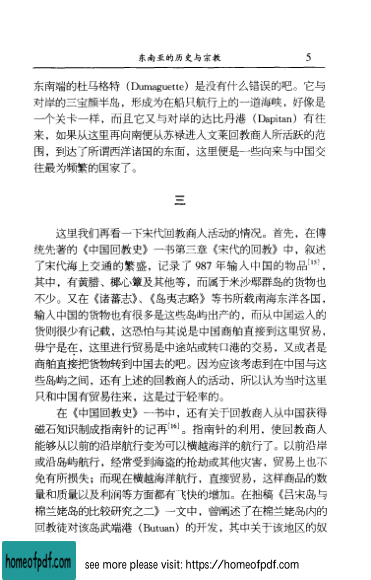 东南亚的历史与宗教 5
东南端的杜马格特（Dumaguette）是没有什么错误的吧。它与
对岸的三宝颜半岛，形成为在船只航行上的一道海峡，好像是
一个关卡一样，而且它又与对岸的达比丹港（Dapitan）有往
来，如果从这里再向南便从苏禄进入文莱回教商人所活跃的范
围，到达了所谓西洋诸国的东面，这里便是一些向来与中国交
往最为频繁的国家了。
三
这里我们再看一下宋代回教商人活动的情况。首先，在傅
统先著的《中国回教史》一书第三章《宋代的回教》中，叙述
了宋代海上交通的繁盛，记录了 987 年输入中国的物品[15]，
其中，有黄腊、椰心簟及其他等，而属于米沙鄢群岛的货物也
不少。又在《诸蕃志》、《岛夷志略》等书所载南海东洋各国，
输入中国的货物也有很多是这些岛屿出产的，而从中国运入的
货则很少有记载，这恐怕与其说是中国商舶直接到这里贸易，
毋宁是在，这里进行贸易是中途站或转口港的交易，又或者是
商舶直接把货物转到中国去的吧。因为应该考虑到在中国与这
些岛屿之间，还有上述的回教商人的活动，所以认为当时这里
只和中国有贸易往来，这是过于轻率的。
在《中国回教史》一书中，还有关于回教商人从中国获得
磁石知识制成指南针的记再[16]。指南针的利用，使回教商人
能够从以前的沿岸航行变为可以横越海洋的航行了。以前沿岸
或沿岛屿航行，经常受到海盗的抢劫或其他灾害，贸易上也不
免有所损失；而现在横越海洋航行，直接贸易，这样商品的数
量和质量以及利润等方面都有飞快的增加。在拙稿《吕宋岛与
棉兰姥岛的比较研究之二》一文中，曾阐述了在棉兰姥岛内的
回教徒对该岛武端港（Butuan）的开发，其中关于该地区的奴
homeofpdf.com see more please visit: https://homeofpdf.com